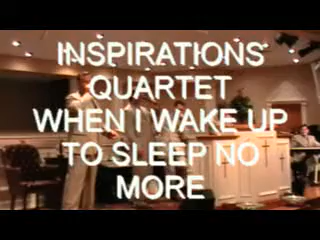 INSPIRATIONS
QUARTET
WHEN I WAKE UP
TO SLEEP NO
MORE